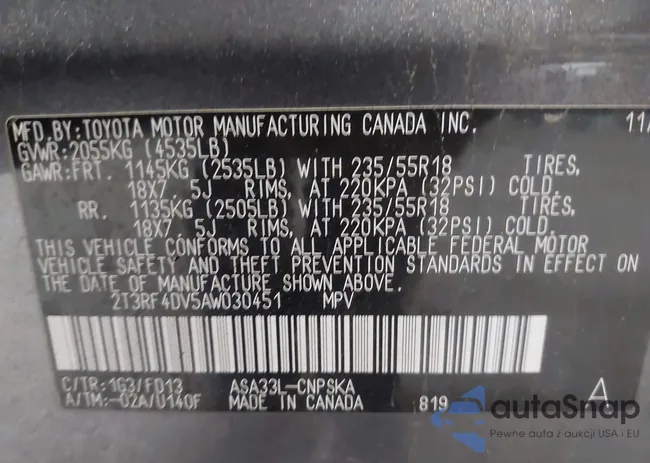 MFD.BY:TOYOTA MOTOR MANUFACTURING CANADA INC. 11/
GVWR:2055KG (4535LB)
GAWR:FRT. 1145KG (2535LB) WITH 235/55R18 TIRES,
18X7. 5J RIMS, AT 220KPA (32PSI) COLD.
RR. 1135KG (2505LB) WITH 235/55R18 TIRES,
18X7. 5J RIMS, AT 220KPA (32PSI) COLD.
THIS VEHICLE CONFORMS TO ALL APPLICABLE FEDERAL MOTOR
VEHICLE SAFETY AND THEFT PREVENTION STANDARDS IN EFFECT ON
THE DATE OF MANUFACTURE SHOWN ABOVE.
2T3RF4DV5AW030451 MPV
C/TR:1G3/FD13 ASA33L-CNPSKA A
A/TM:-02A/U140F MADE IN CANADA 819
autaSnap
Pewne auta z aukcji USA i EU